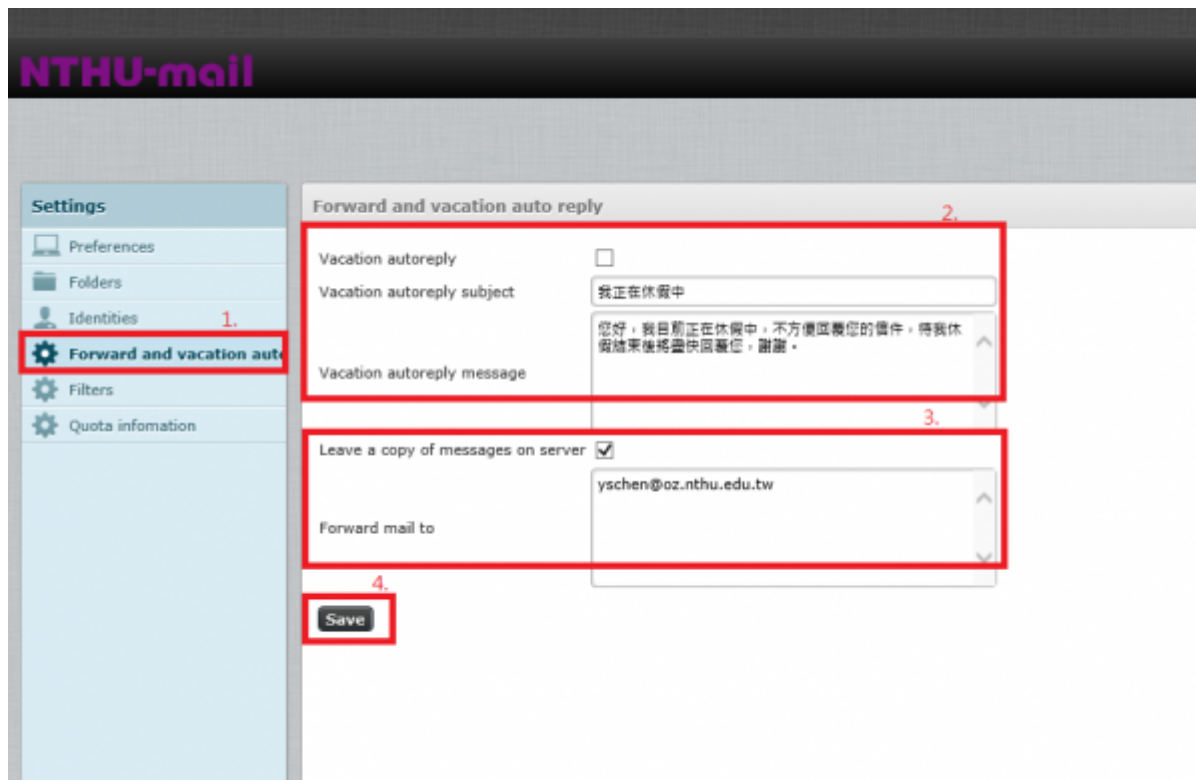 NTHU-mail
Settings
Preferences
Folders
Identities
1.
Forward and vacation auto
Filters
Quota infomation
Forward and vacation auto reply
2.
Vacation autoreply
Vacation autoreply subject
我正在休假中
Vacation autoreply message
您好，我目前正在休假中，不方便回覆您的信件，待我休
假結束後將盡快回覆您，謝謝。
3.
Leave a copy of messages on server
Forward mail to
yschen@oz.nthu.edu.tw
4.
Save